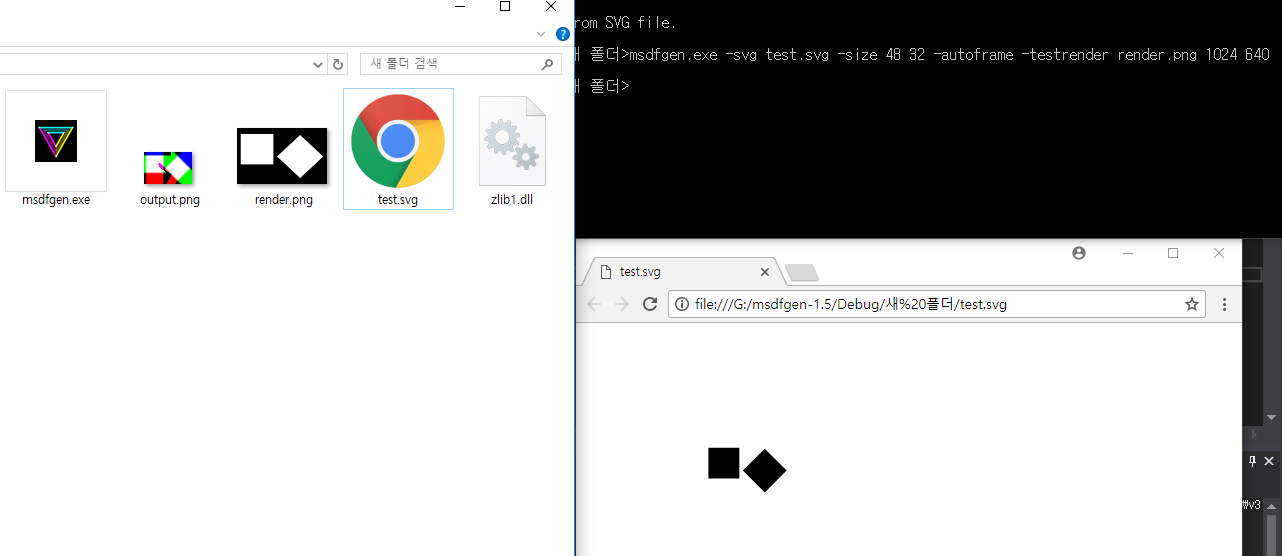 새 폴더 검색
msdfgen.exe
output.png
render.png
test.svg
zlib1.dll
rom SVG file.
폴더>msdfgen.exe -svg test.svg -size 48 32 -autoframe -testrender render.png 1024 640
폴더>
test.svg
file:///G:/msdfgen-1.5/Debug/새%20폴더/test.svg
₩v3